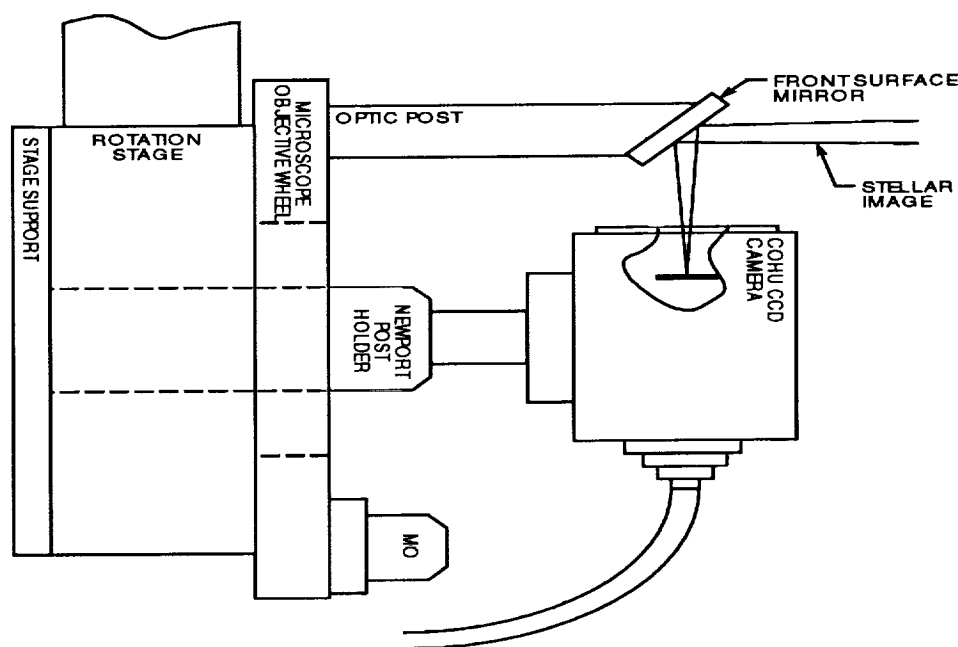 FRONT SURFACE
MIRROR
OPTIC POST
MICROSCOPE
OBJECTIVE WHEEL
ROTATION
STAGE
STAGE SUPPORT
STELLAR
IMAGE
COHU CCD
CAMERA
NEWPORT
POST
HOLDER
MO